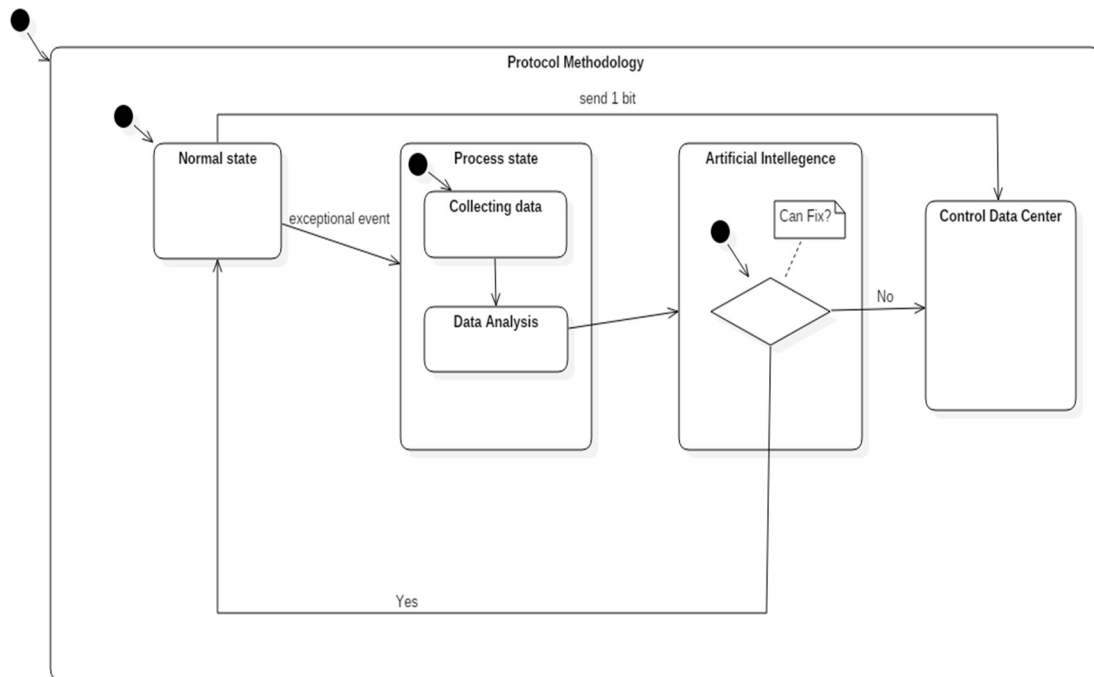 Protocol Methodology
send 1 bit
Normal state
Process state
Artificial Intellegence
Collecting data
Can Fix?
Control Data Center
exceptional event
No
Data Analysis
Yes